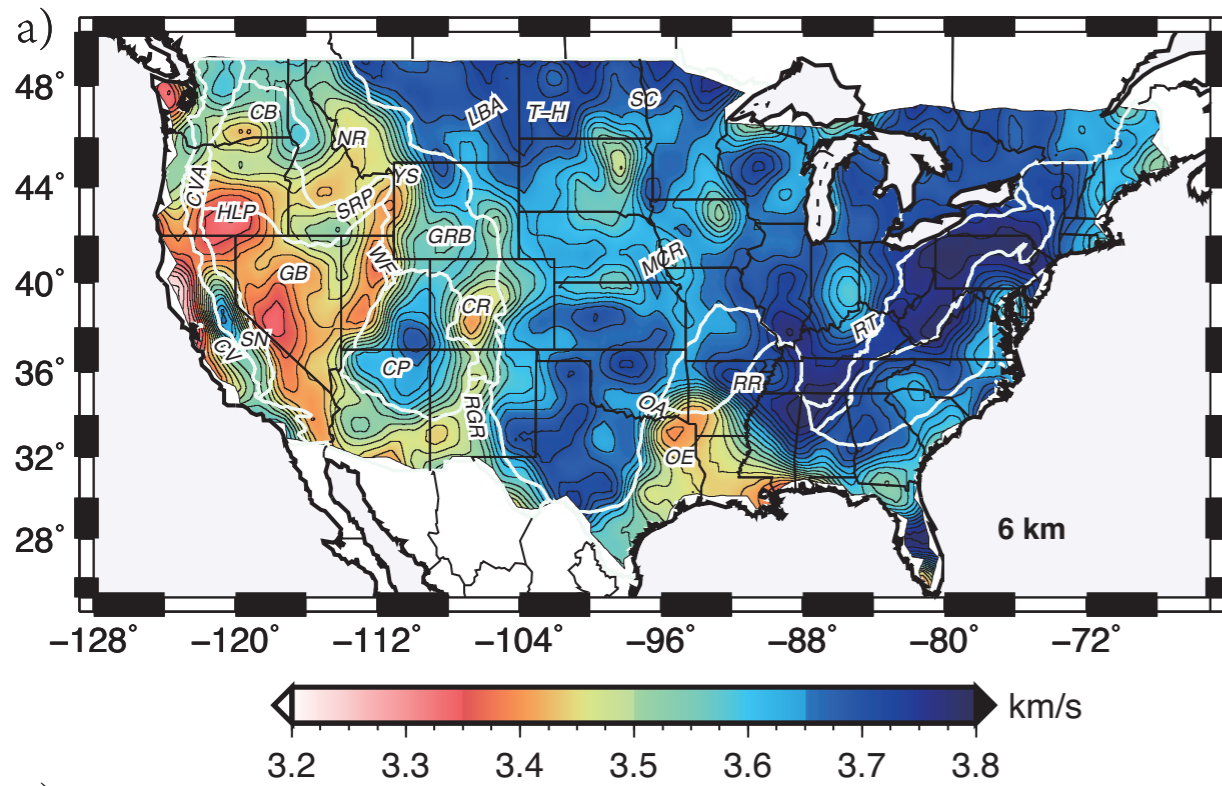 a)
48°
44°
40°
36°
32°
28°
CB
NR
LBA
T–H
SC
CVA
YS
SRP
HLP
GRB
WF
GB
MCR
CR
RT
SN
CV
CP
RR
OA
RGR
OE
6 km
−128° −120° −112° −104° −96° −88° −80° −72°
km/s
3.2 3.3 3.4 3.5 3.6 3.7 3.8